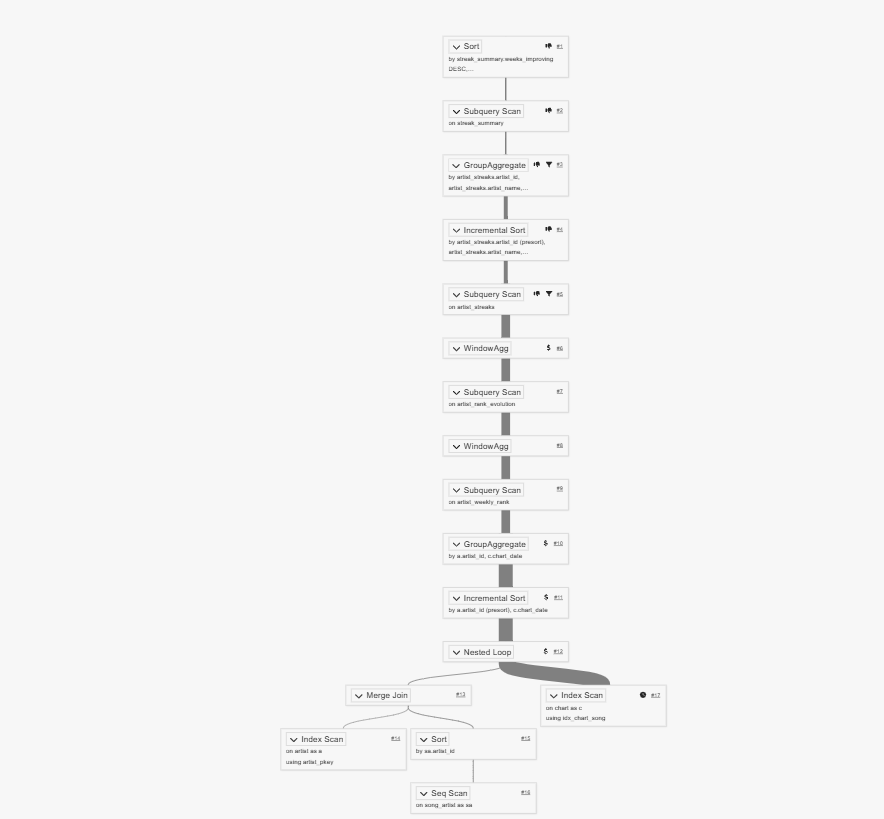 Sort #1
by streak_summary.weeks_improving
DESC,...
Subquery Scan #2
on streak_summary
GroupAggregate #3
by artist_streaks.artist_id,
artist_streaks.artist_name,...
Incremental Sort #4
by artist_streaks.artist_id (presort),
artist_streaks.artist_name,...
Subquery Scan #5
on artist_streaks
WindowAgg $ #6
Subquery Scan #7
on artist_rank_evolution
WindowAgg #8
Subquery Scan #9
on artist_weekly_rank
GroupAggregate $ #10
by a.artist_id, c.chart_date
Incremental Sort $ #11
by a.artist_id (presort), c.chart_date
Nested Loop $ #12
Merge Join #13
Index Scan #17
on chart as c
using idx_chart_song
Index Scan #14
on artist as a
using artist_pkey
Sort #15
by sa.artist_id
Seq Scan #16
on song_artist as sa